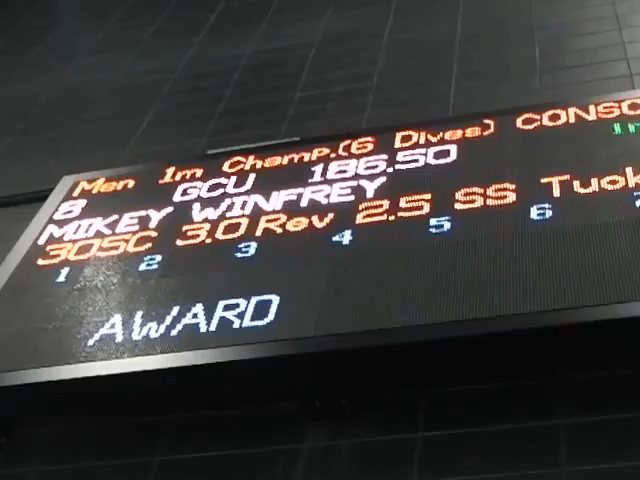 Men 1m Champ.(6 Dives) CONSO
8 GCU 186.50
MIKEY WINFREY
305C 3.0 Rev 2.5 SS Tuck
1 2 3 4 5 6 7
AWARD